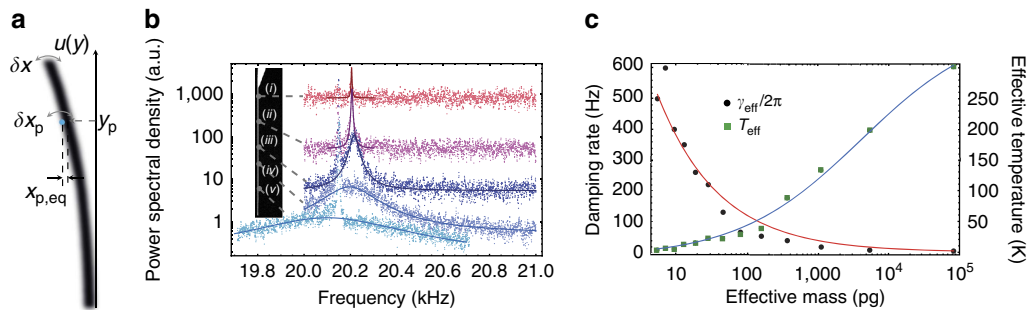 a
u(y)
δx
δxp
yp
xp,eq
b
Power spectral density (a.u.)
1,000
100
10
1
(i)
(ii)
(iii)
(iv)
(v)
19.8 20.0 20.2 20.4 20.6 20.8 21.0
Frequency (kHz)
c
Damping rate (Hz)
600
500
400
300
200
100
0
γeff/2π
Teff
250
200
150
100
50
Effective temperature (K)
10 100 1,000 10⁴ 10⁵
Effective mass (pg)